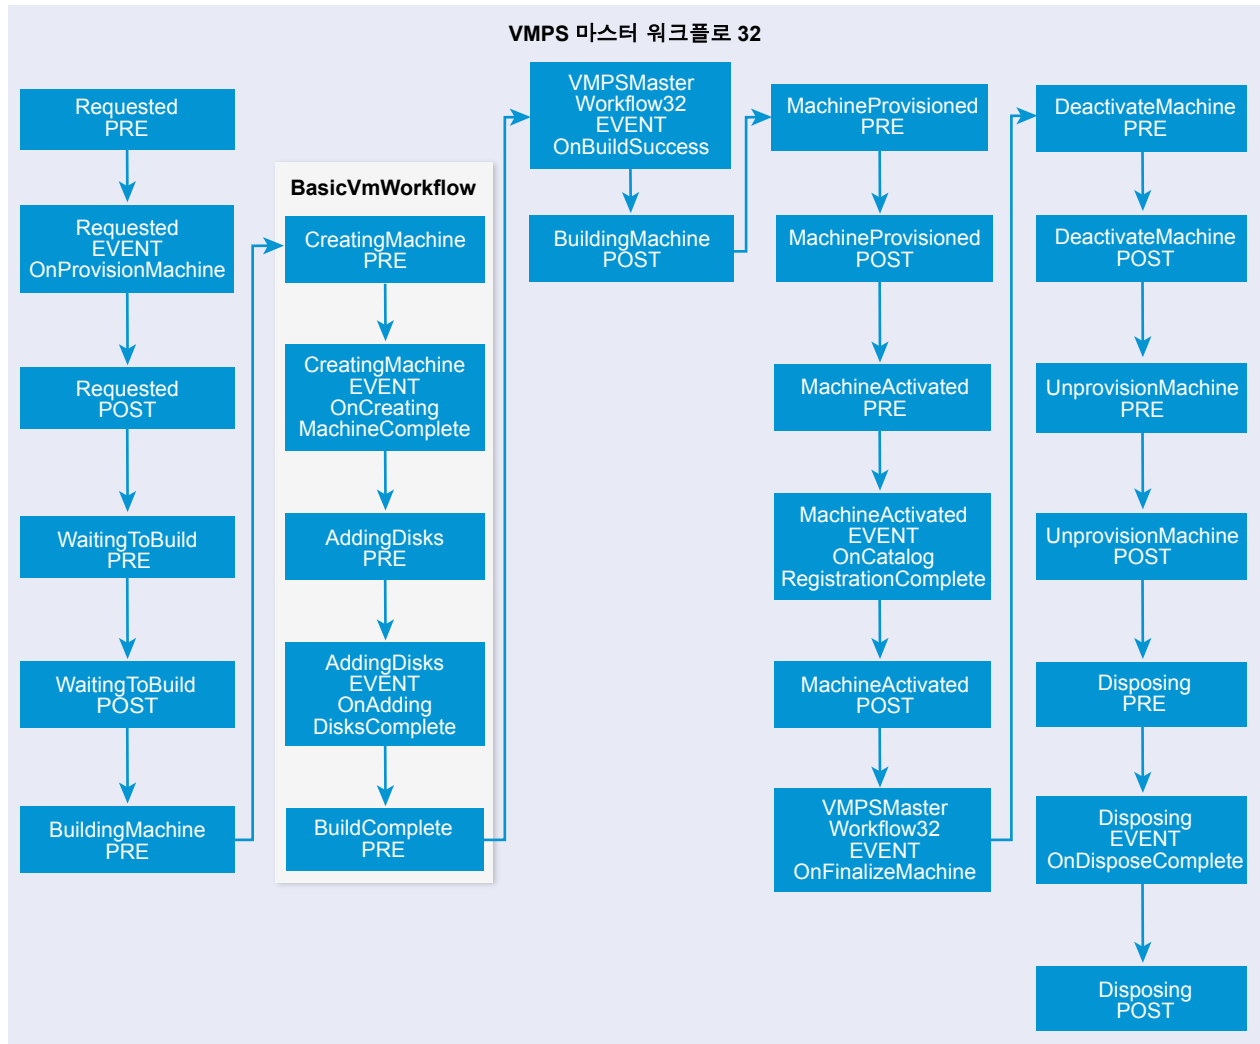 VMPS 마스터 워크플로 32
Requested
PRE
Requested
EVENT
OnProvisionMachine
Requested
POST
WaitingToBuild
PRE
WaitingToBuild
POST
BuildingMachine
PRE
BasicVmWorkflow
CreatingMachine
PRE
CreatingMachine
EVENT
OnCreating
MachineComplete
AddingDisks
PRE
AddingDisks
EVENT
OnAdding
DisksComplete
BuildComplete
PRE
VMPSMaster
Workflow32
EVENT
OnBuildSuccess
BuildingMachine
POST
MachineProvisioned
PRE
MachineProvisioned
POST
MachineActivated
PRE
MachineActivated
EVENT
OnCatalog
RegistrationComplete
MachineActivated
POST
VMPSMaster
Workflow32
EVENT
OnFinalizeMachine
DeactivateMachine
PRE
DeactivateMachine
POST
UnprovisionMachine
PRE
UnprovisionMachine
POST
Disposing
PRE
Disposing
EVENT
OnDisposeComplete
Disposing
POST